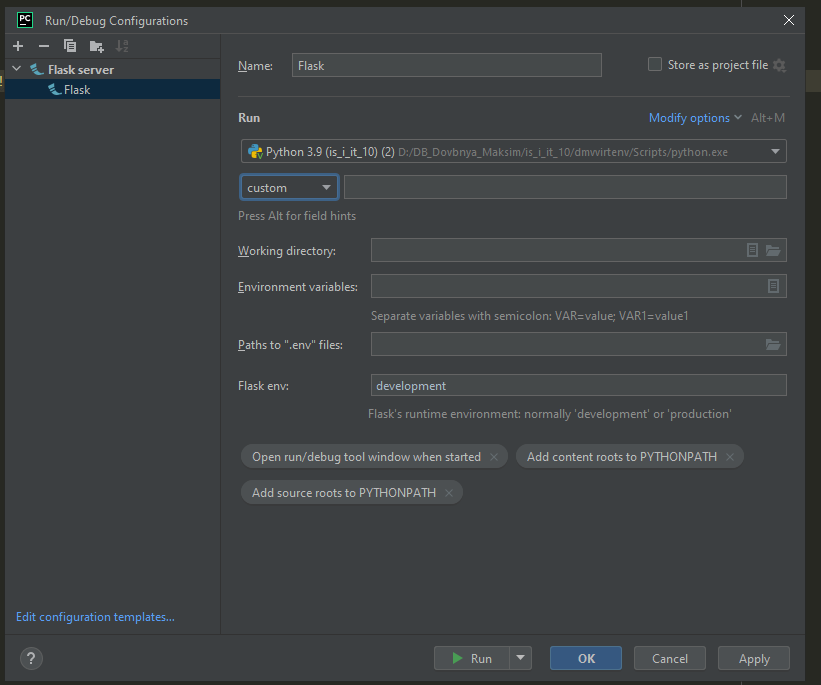 PC
Run/Debug Configurations
Flask server
Flask
Name:
Flask
Store as project file
Run
Modify options
Alt+M
Python 3.9 (is_i_it_10) (2) D:/DB_Dovbnya_Maksim/is_i_it_10/dmvvirtenv/Scripts/python.exe
custom
Press Alt for field hints
Working directory:
Environment variables:
Separate variables with semicolon: VAR=value; VAR1=value1
Paths to ".env" files:
Flask env:
development
Flask's runtime environment: normally 'development' or 'production'
Open run/debug tool window when started
Add content roots to PYTHONPATH
Add source roots to PYTHONPATH
Edit configuration templates...
?
Run
OK
Cancel
Apply